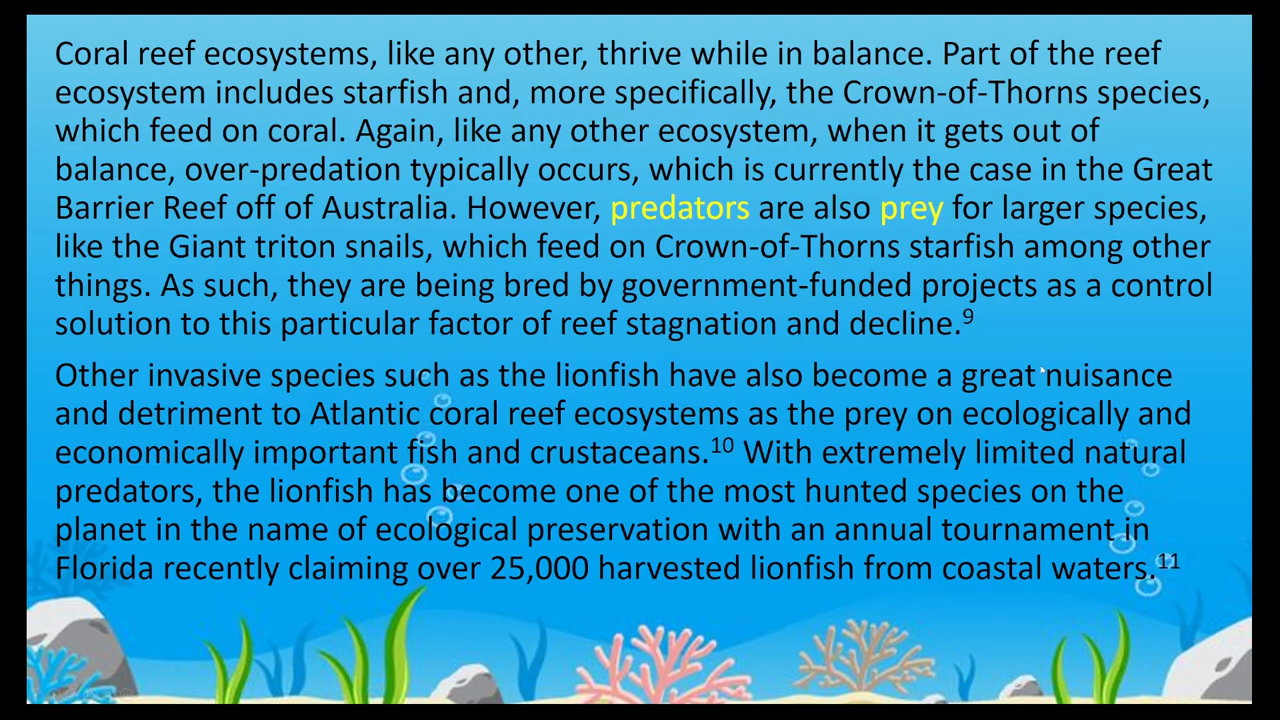 Coral reef ecosystems, like any other, thrive while in balance. Part of the reef
ecosystem includes starfish and, more specifically, the Crown-of-Thorns species,
which feed on coral. Again, like any other ecosystem, when it gets out of
balance, over-predation typically occurs, which is currently the case in the Great
Barrier Reef off of Australia. However, predators are also prey for larger species,
like the Giant triton snails, which feed on Crown-of-Thorns starfish among other
things. As such, they are being bred by government-funded projects as a control
solution to this particular factor of reef stagnation and decline.⁹
Other invasive species such as the lionfish have also become a great nuisance
and detriment to Atlantic coral reef ecosystems as the prey on ecologically and
economically important fish and crustaceans.¹⁰ With extremely limited natural
predators, the lionfish has become one of the most hunted species on the
planet in the name of ecological preservation with an annual tournament in
Florida recently claiming over 25,000 harvested lionfish from coastal waters.¹¹